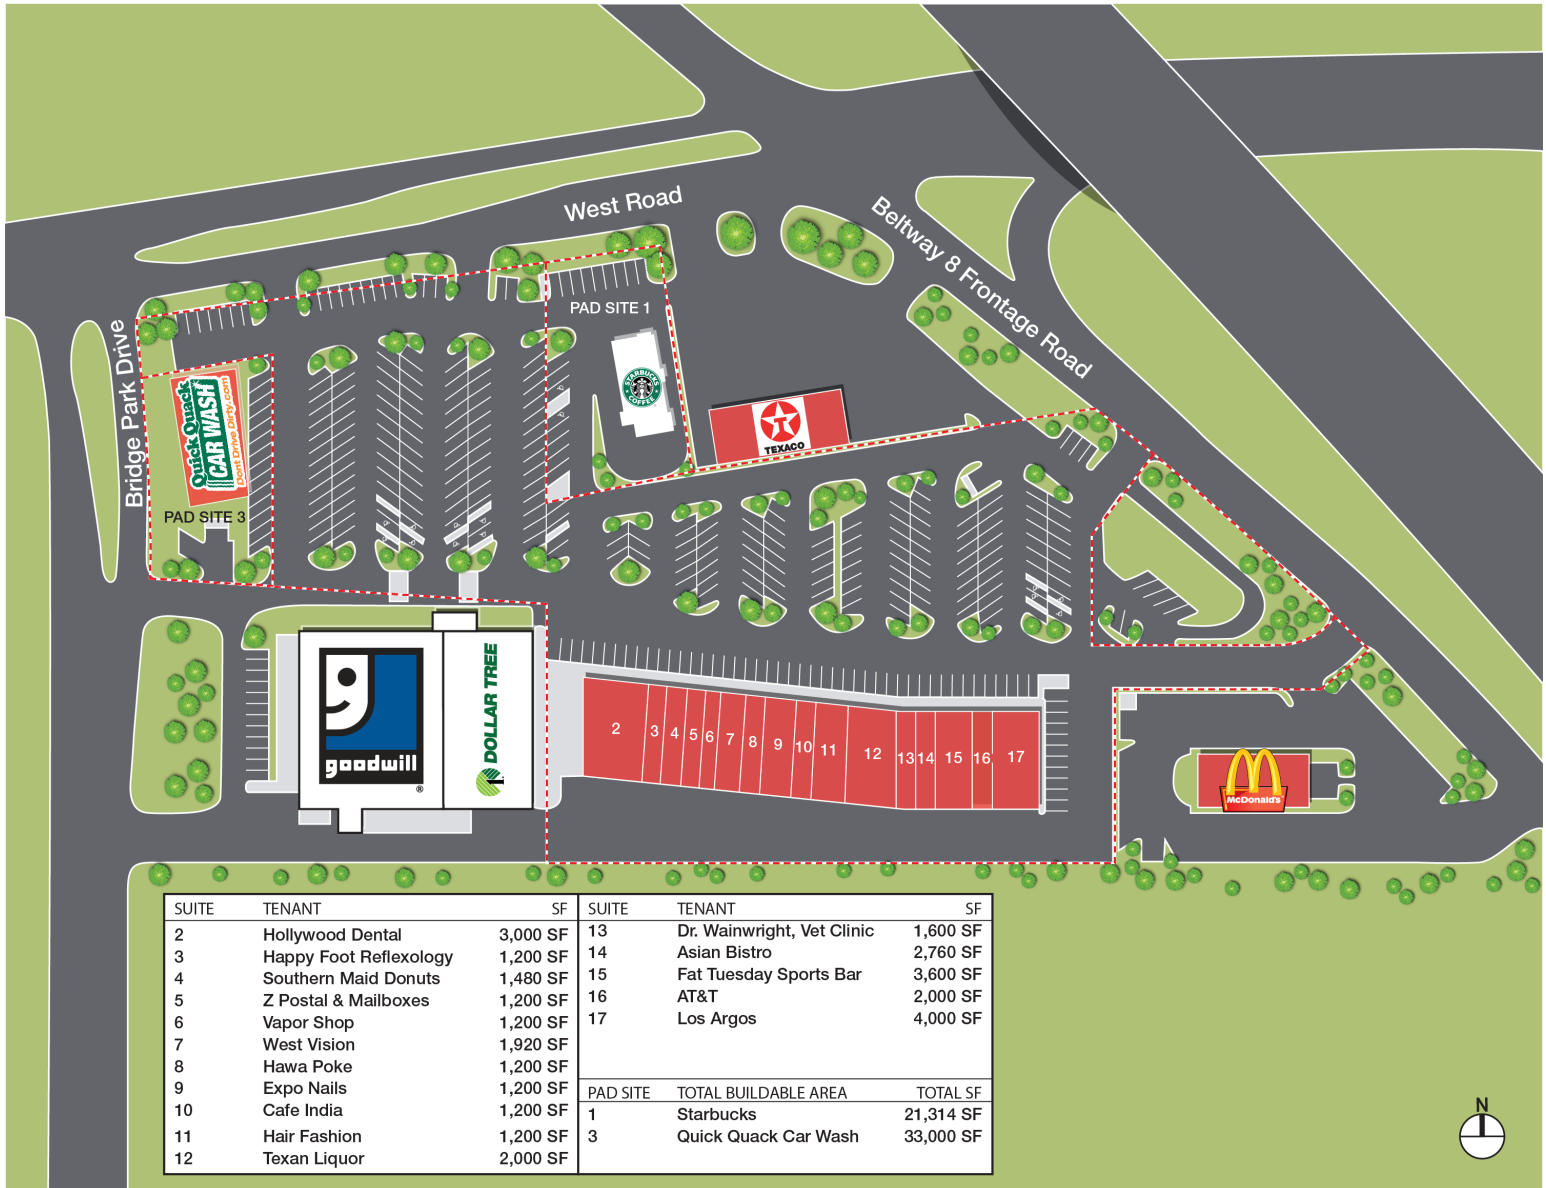 West Road
Beltway 8 Frontage Road
Bridge Park Drive
PAD SITE 1
STARBUCKS
COFFEE
TEXACO
Quick Quack
CAR WASH
Dont Drive Dirty.com
PAD SITE 3
goodwill
®
DOLLAR TREE
2 3 4 5 6 7 8 9 10 11 12 13 14 15 16 17
McDonald's
SUITE TENANT SF
2 Hollywood Dental 3,000 SF
3 Happy Foot Reflexology 1,200 SF
4 Southern Maid Donuts 1,480 SF
5 Z Postal & Mailboxes 1,200 SF
6 Vapor Shop 1,200 SF
7 West Vision 1,920 SF
8 Hawa Poke 1,200 SF
9 Expo Nails 1,200 SF
10 Cafe India 1,200 SF
11 Hair Fashion 1,200 SF
12 Texan Liquor 2,000 SF
SUITE TENANT SF
13 Dr. Wainwright, Vet Clinic 1,600 SF
14 Asian Bistro 2,760 SF
15 Fat Tuesday Sports Bar 3,600 SF
16 AT&T 2,000 SF
17 Los Argos 4,000 SF
PAD SITE TOTAL BUILDABLE AREA TOTAL SF
1 Starbucks 21,314 SF
3 Quick Quack Car Wash 33,000 SF
N